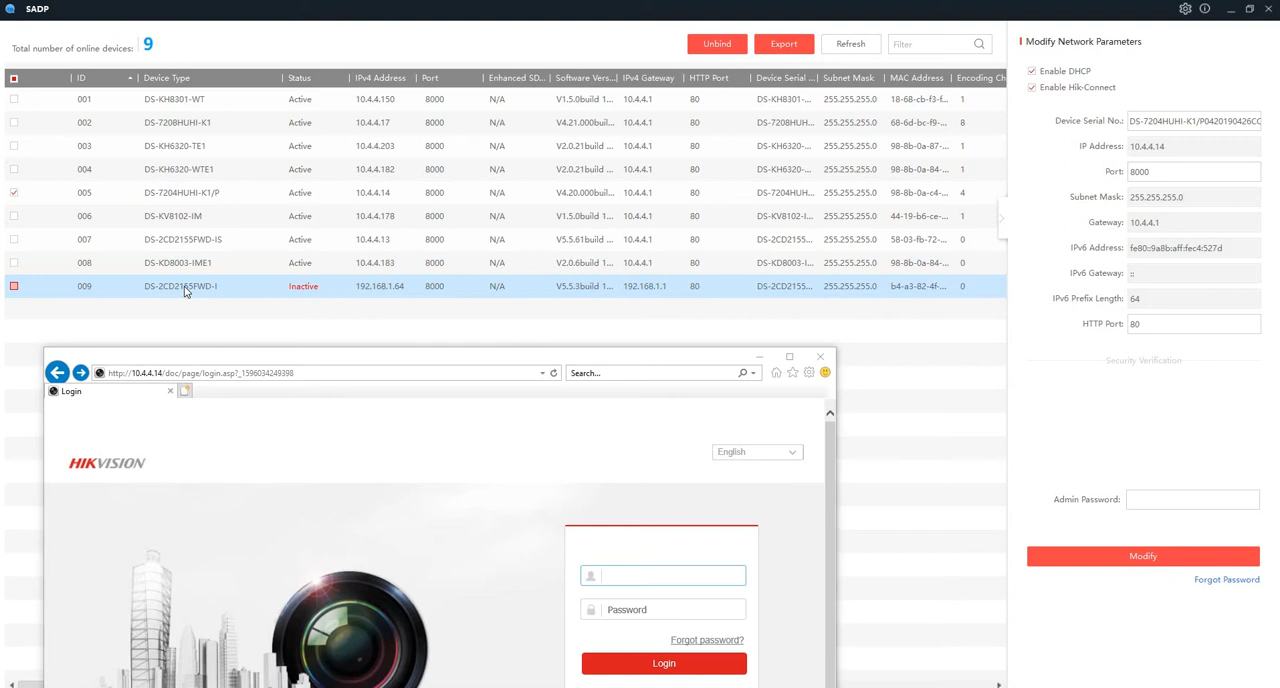 SADP
Total number of online devices: 9
Unbind Export Refresh Filter
ID Device Type Status IPv4 Address Port Enhanced SD... Software Vers... IPv4 Gateway HTTP Port Device Serial ... Subnet Mask MAC Address Encoding Ch
001 DS-KH8301-WT Active 10.4.4.150 8000 N/A V1.5.0build 1... 10.4.4.1 80 DS-KH8301-... 255.255.255.0 18-68-cb-f3-f... 1
002 DS-7208HUHI-K1 Active 10.4.4.17 8000 N/A V4.21.000buil... 10.4.4.1 80 DS-7208HUH... 255.255.255.0 68-6d-bc-f9-... 8
003 DS-KH6320-TE1 Active 10.4.4.203 8000 N/A V2.0.21build ... 10.4.4.1 80 DS-KH6320-... 255.255.255.0 98-8b-0a-87-... 1
004 DS-KH6320-WTE1 Active 10.4.4.182 8000 N/A V2.0.21build ... 10.4.4.1 80 DS-KH6320-... 255.255.255.0 98-8b-0a-84-... 1
005 DS-7204HUHI-K1/P Active 10.4.4.14 8000 N/A V4.20.000buil... 10.4.4.1 80 DS-7204HUH... 255.255.255.0 98-8b-0a-c4-... 4
006 DS-KV8102-IM Active 10.4.4.178 8000 N/A V1.5.0build 1... 10.4.4.1 80 DS-KV8102-I... 255.255.255.0 44-19-b6-ce-... 1
007 DS-2CD2155FWD-IS Active 10.4.4.13 8000 N/A V5.5.61build ... 10.4.4.1 80 DS-2CD2155... 255.255.255.0 58-03-fb-72-... 0
008 DS-KD8003-IME1 Active 10.4.4.183 8000 N/A V2.0.6build 1... 10.4.4.1 80 DS-KD8003-I... 255.255.255.0 98-8b-0a-84-... 0
009 DS-2CD2155FWD-I Inactive 192.168.1.64 8000 N/A V5.5.3build 1... 192.168.1.1 80 DS-2CD2155... 255.255.255.0 b4-a3-82-4f-... 0
http://10.4.4.14/doc/page/login.asp?_1596034249398 Search...
Login
HIKVISION English
Password
Forgot password?
Login
Modify Network Parameters
Enable DHCP
Enable Hik-Connect
Device Serial No.: DS-7204HUHI-K1/P0420190426CC
IP Address: 10.4.4.14
Port: 8000
Subnet Mask: 255.255.255.0
Gateway: 10.4.4.1
IPv6 Address: fe80::9a8b:aff:fec4:527d
IPv6 Gateway: ::
IPv6 Prefix Length: 64
HTTP Port: 80
Security Verification
Admin Password:
Modify
Forgot Password